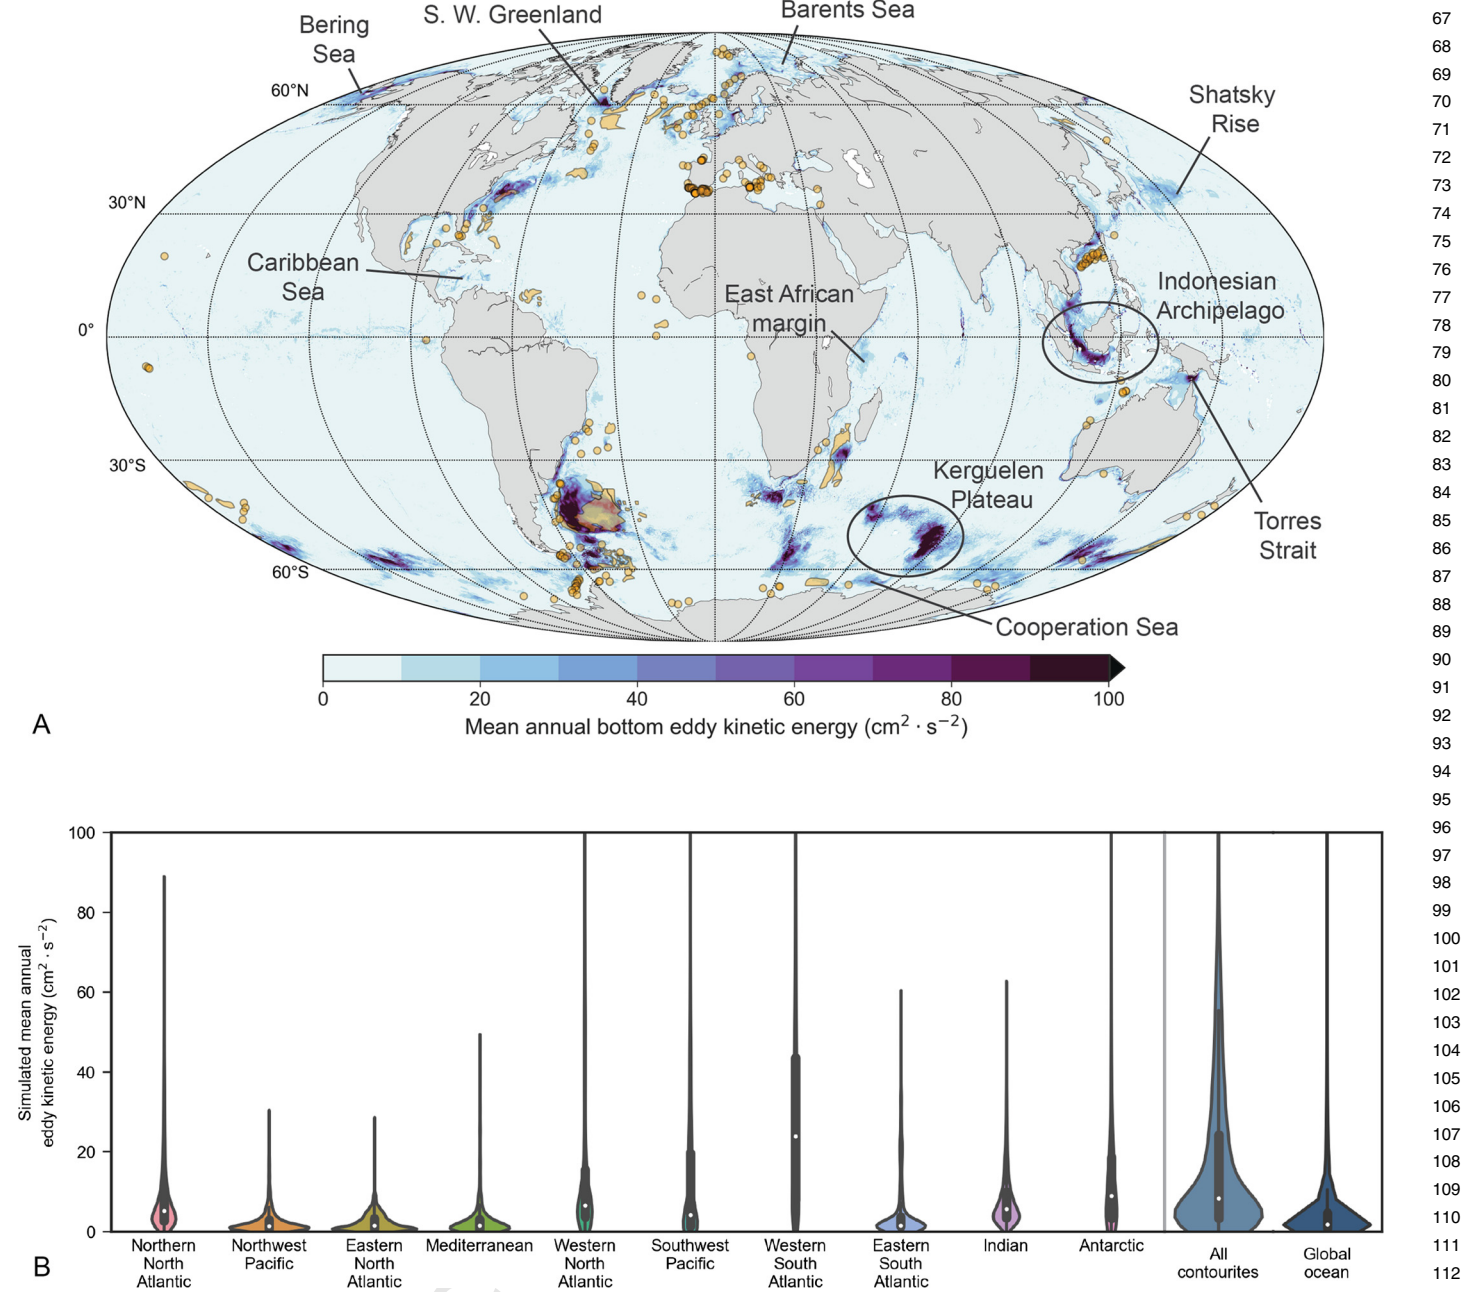 Bering
Sea
S. W. Greenland
Barents Sea
60°N
Shatsky
Rise
30°N
Caribbean
Sea
East African
margin
Indonesian
Archipelago
0°
30°S
Kerguelen
Plateau
Torres
Strait
60°S
Cooperation Sea
0 20 40 60 80 100
Mean annual bottom eddy kinetic energy (cm² · s⁻²)
A
Simulated mean annual
eddy kinetic energy (cm² · s⁻²)
100
80
60
40
20
0
Northern
North
Atlantic
Northwest
Pacific
Eastern
North
Atlantic
Mediterranean
Western
North
Atlantic
Southwest
Pacific
Western
South
Atlantic
Eastern
South
Atlantic
Indian
Antarctic
All
contourites
Global
ocean
B
67
68
69
70
71
72
73
74
75
76
77
78
79
80
81
82
83
84
85
86
87
88
89
90
91
92
93
94
95
96
97
98
99
100
101
102
103
104
105
106
107
108
109
110
111
112